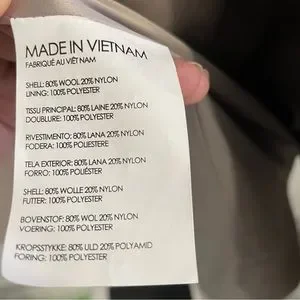 MADE IN VIETNAM
FABRIQUÉ AU VIÊT NAM
SHELL: 80% WOOL 20% NYLON
LINING: 100% POLYESTER
TISSU PRINCIPAL: 80% LAINE 20% NYLON
DOUBLURE: 100% POLYESTER
RIVESTIMENTO: 80% LANA 20% NYLON
FODERA: 100% POLIESTERE
TELA EXTERIOR: 80% LANA 20% NYLON
FORRO: 100% POLIÉSTER
SHELL: 80% WOLLE 20% NYLON
FUTTER: 100% POLYESTER
BOVENSTOF: 80% WOL 20% NYLON
VOERING: 100% POLYESTER
KROPSSTYKKE: 80% ULD 20% POLYAMID
FORING: 100% POLYESTER